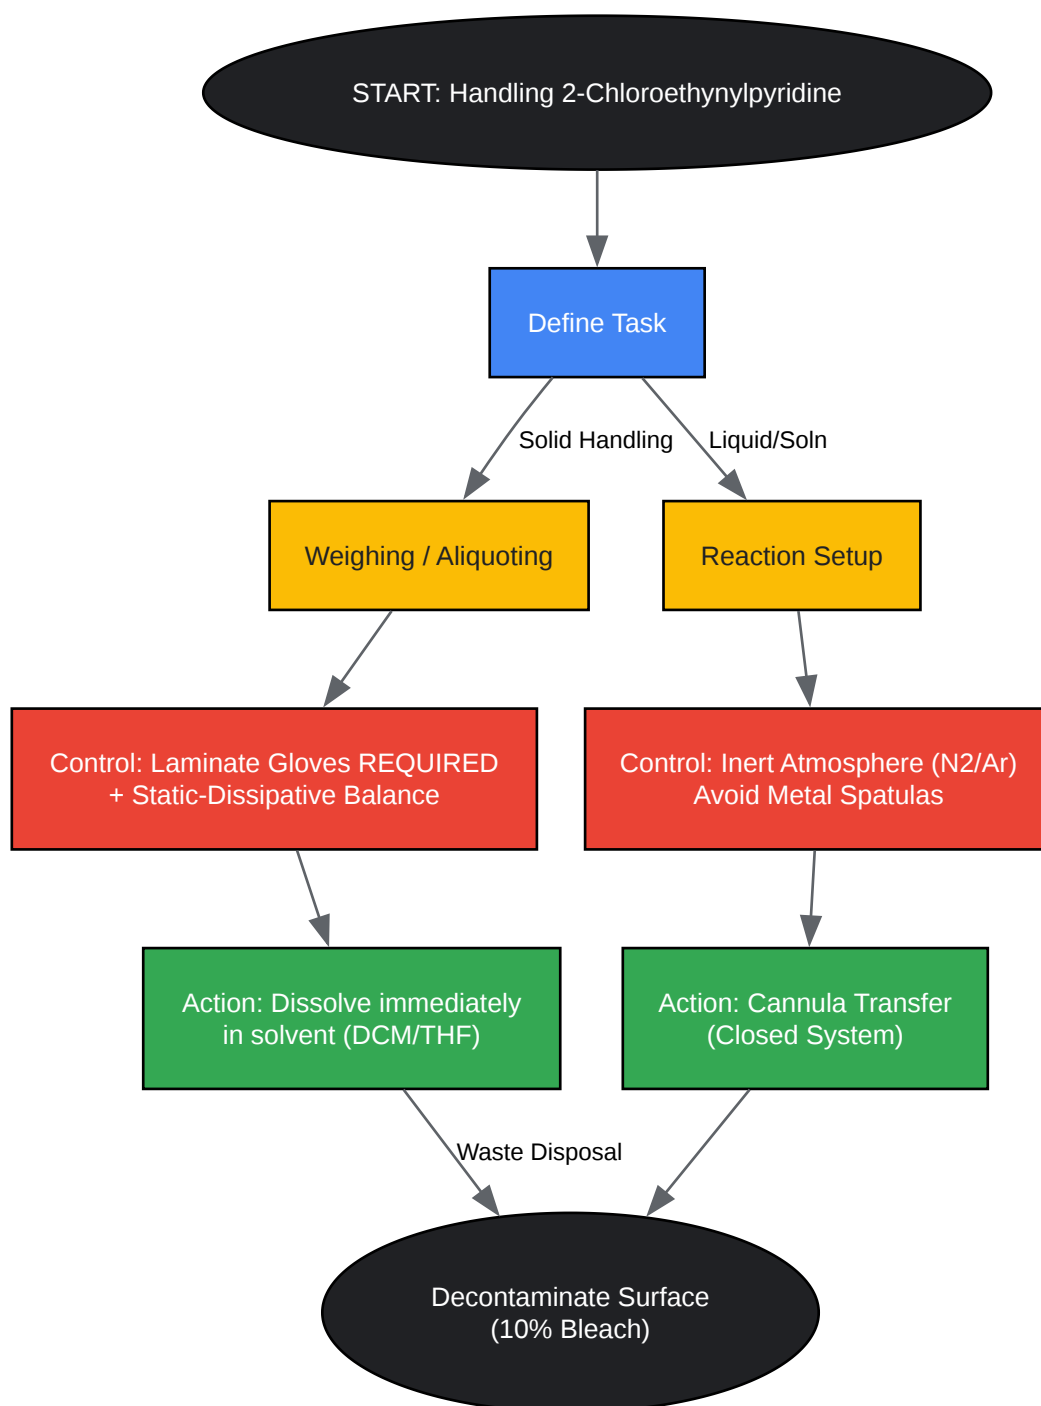 START: Handling 2-Chloroethynylpyridine
Define Task
Solid Handling
Liquid/Soln
Weighing / Aliquoting
Reaction Setup
Control: Laminate Gloves REQUIRED
+ Static-Dissipative Balance
Control: Inert Atmosphere (N2/Ar)
Avoid Metal Spatulas
Action: Dissolve immediately
in solvent (DCM/THF)
Action: Cannula Transfer
(Closed System)
Waste Disposal
Decontaminate Surface
(10% Bleach)